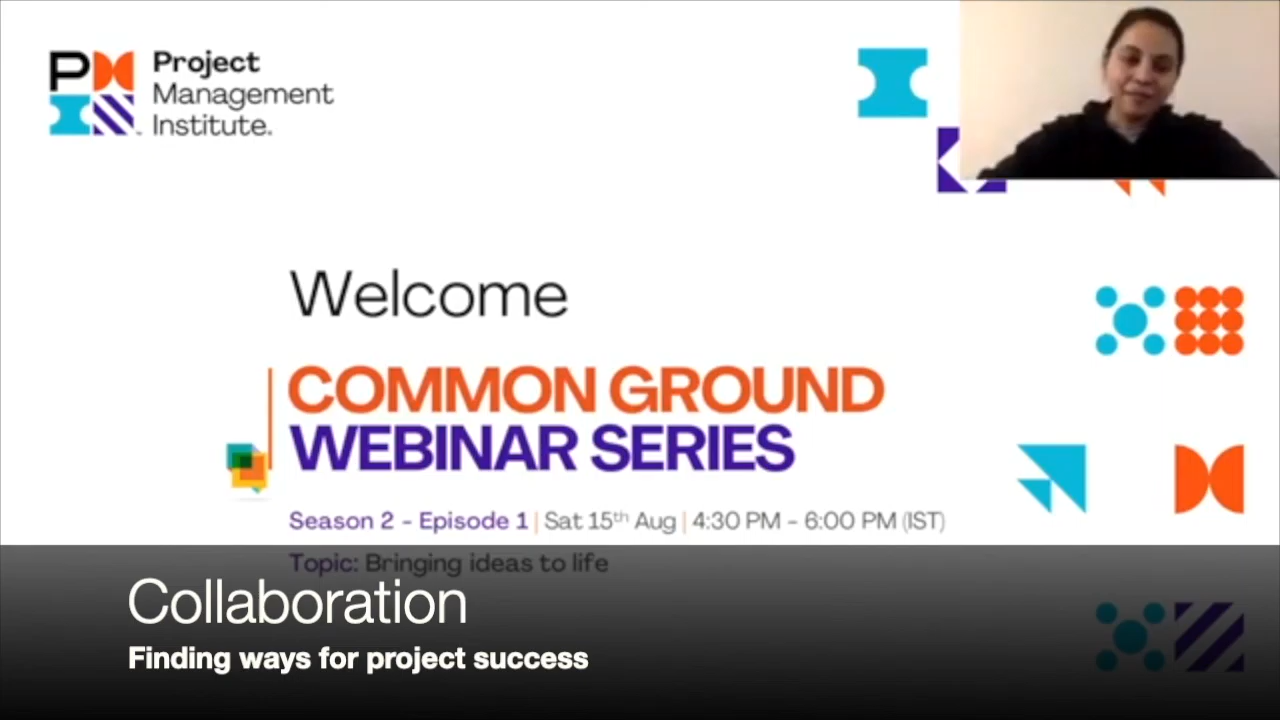 PM
Project
Management
Institute.
Welcome
COMMON GROUND
WEBINAR SERIES
Season 2 - Episode 1 | Sat 15th Aug | 4:30 PM - 6:00 PM (IST)
Topic: Bringing ideas to life
Collaboration
Finding ways for project success